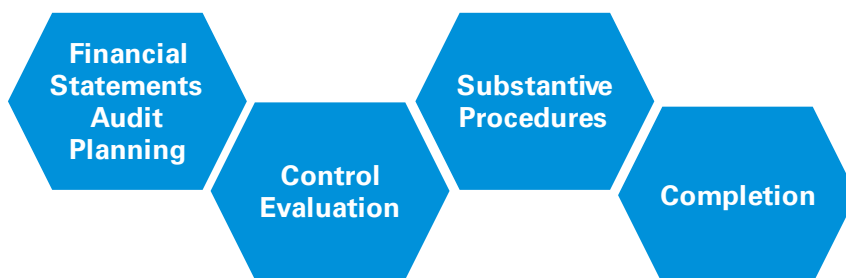 Financial
Statements
Audit
Planning
Control
Evaluation
Substantive
Procedures
Completion